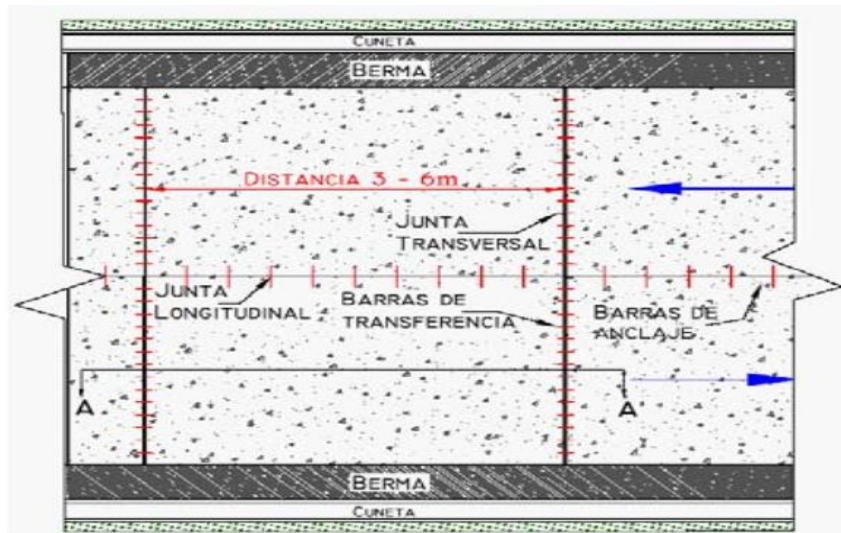 CUNETA
BERMA
DISTANCIA 3 - 6m
JUNTA
TRANSVERSAL
JUNTA
LONGITUDINAL
BARRAS DE
TRANSFERENCIA
BARRAS DE
ANCLAJE
A
A
BERMA
CUNETA